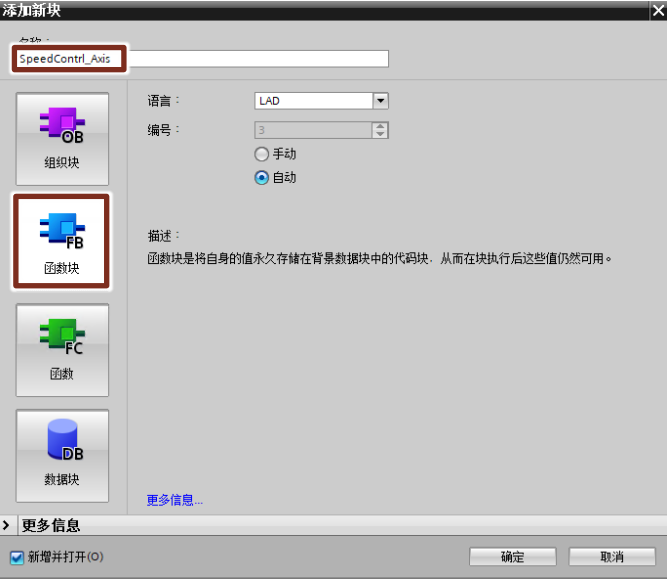 添加新块
名称:
SpeedContrl_Axis
OB
组织块
FB
函数块
FC
函数
DB
数据块
语言:
LAD
编号:
3
手动
自动
描述:
函数块是将自身的值永久存储在背景数据块中的代码块，从而在块执行后这些值仍然可用。
更多信息...
更多信息
新增并打开(O)
确定
取消